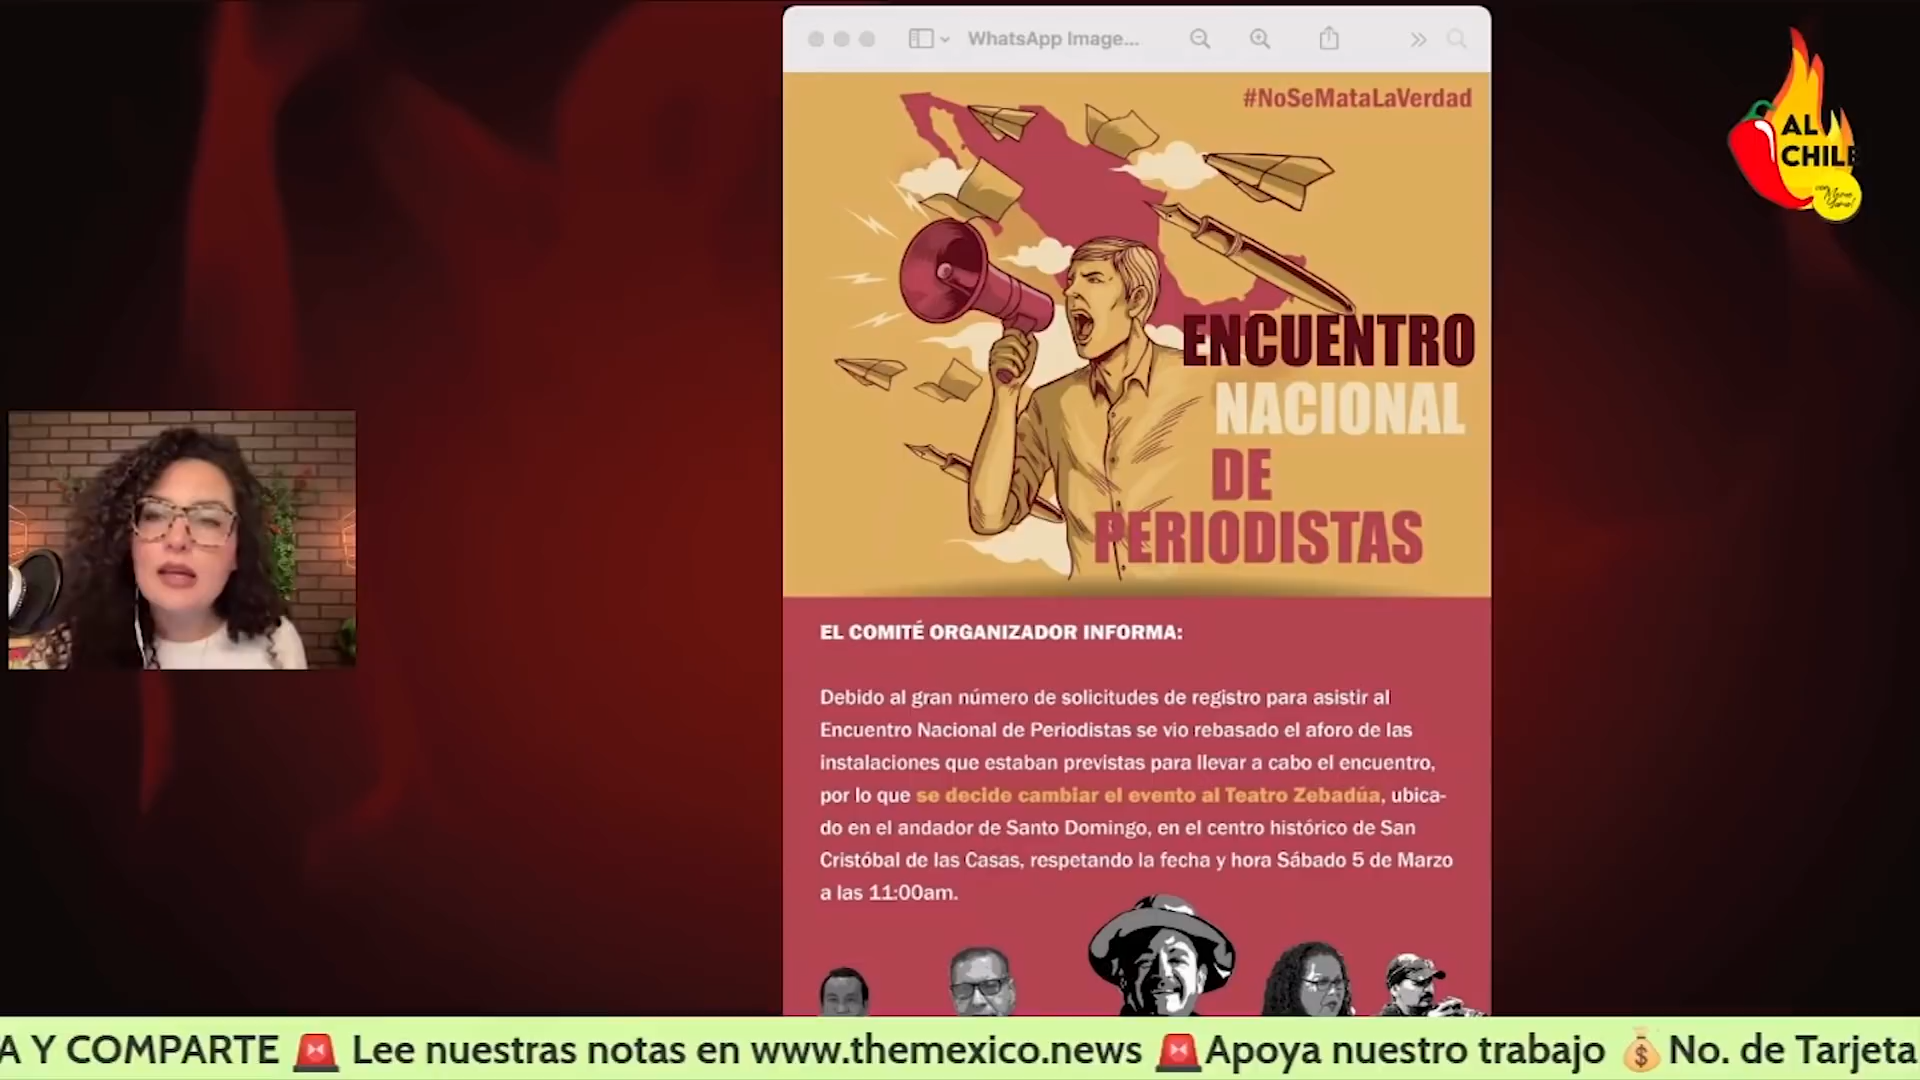 WhatsApp Image...
#NoSeMataLaVerdad
AL
CHILE
ENCUENTRO
NACIONAL
DE
PERIODISTAS
EL COMITÉ ORGANIZADOR INFORMA:
Debido al gran número de solicitudes de registro para asistir al
Encuentro Nacional de Periodistas se vio rebasado el aforo de las
instalaciones que estaban previstas para llevar a cabo el encuentro,
por lo que se decide cambiar el evento al Teatro Zebadúa, ubica-
do en el andador de Santo Domingo, en el centro histórico de San
Cristóbal de las Casas, respetando la fecha y hora Sábado 5 de Marzo
a las 11:00am.
A Y COMPARTE 🚨 Lee nuestras notas en www.themexico.news 🚨Apoya nuestro trabajo 💰No. de Tarjeta